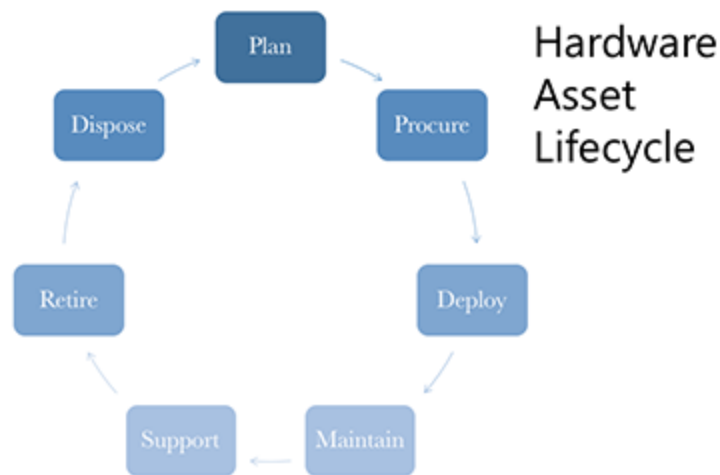 Plan
Hardware
Asset
Lifecycle
Dispose
Procure
Retire
Deploy
Support
Maintain